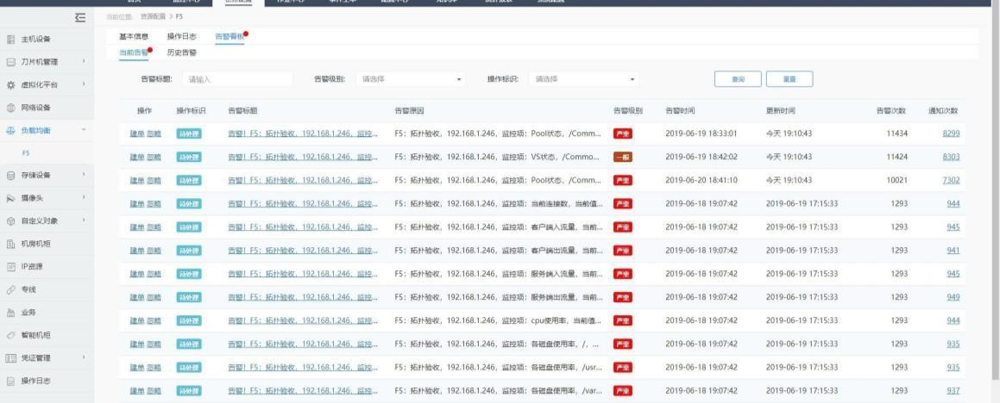 当前位置: 资源配置 > F5
主机设备
刀片机管理
虚拟化平台
网络设备
负载均衡
F5
存储设备
摄像头
自定义对象
机房机柜
IP资源
专线
业务
智能机柜
凭证管理
操作日志
基本信息 操作日志 告警看板
当前告警 历史告警
告警标题: 请输入 告警级别: 请选择 操作标识: 请选择 查询 重置
操作 操作标识 告警标题 告警原因 告警级别 告警时间 更新时间 告警次数 通知次数
建单 忽略 待处理 告警! F5: 拓扑验收, 192.168.1.246, 监控... F5: 拓扑验收, 192.168.1.246, 监控项: Pool状态, /Comm... 严重 2019-06-19 18:33:01 今天 19:10:43 11434 8299
建单 忽略 待处理 告警! F5: 拓扑验收, 192.168.1.246, 监控... F5: 拓扑验收, 192.168.1.246, 监控项: VS状态, /Commo... 一般 2019-06-19 18:42:02 今天 19:10:43 11424 8303
建单 忽略 待处理 告警! F5: 拓扑验收, 192.168.1.246, 监控... F5: 拓扑验收, 192.168.1.246, 监控项: Pool状态, /Comm... 严重 2019-06-20 18:41:10 今天 19:10:43 10021 7302
建单 忽略 待处理 告警! F5: 拓扑验收, 192.168.1.246, 监控... F5: 拓扑验收, 192.168.1.246, 监控项: 当前连接数, 当前值... 严重 2019-06-18 19:07:42 2019-06-19 17:15:33 1293 944
建单 忽略 待处理 告警! F5: 拓扑验收, 192.168.1.246, 监控... F5: 拓扑验收, 192.168.1.246, 监控项: 客户端入流量, 当前... 严重 2019-06-18 19:07:42 2019-06-19 17:15:33 1293 945
建单 忽略 待处理 告警! F5: 拓扑验收, 192.168.1.246, 监控... F5: 拓扑验收, 192.168.1.246, 监控项: 客户端出流量, 当前... 严重 2019-06-18 19:07:42 2019-06-19 17:15:33 1293 941
建单 忽略 待处理 告警! F5: 拓扑验收, 192.168.1.246, 监控... F5: 拓扑验收, 192.168.1.246, 监控项: 服务端入流量, 当前... 严重 2019-06-18 19:07:42 2019-06-19 17:15:33 1293 945
建单 忽略 待处理 告警! F5: 拓扑验收, 192.168.1.246, 监控... F5: 拓扑验收, 192.168.1.246, 监控项: 服务端出流量, 当前... 严重 2019-06-18 19:07:42 2019-06-19 17:15:33 1293 949
建单 忽略 待处理 告警! F5: 拓扑验收, 192.168.1.246, 监控... F5: 拓扑验收, 192.168.1.246, 监控项: cpu使用率, 当前值... 严重 2019-06-18 19:07:42 2019-06-19 17:15:33 1293 944
建单 忽略 待处理 告警! F5: 拓扑验收, 192.168.1.246, 监控... F5: 拓扑验收, 192.168.1.246, 监控项: 各磁盘使用率, /, ... 严重 2019-06-18 19:07:42 2019-06-19 17:15:33 1293 935
建单 忽略 待处理 告警! F5: 拓扑验收, 192.168.1.246, 监控... F5: 拓扑验收, 192.168.1.246, 监控项: 各磁盘使用率, /usr... 严重 2019-06-18 19:07:42 2019-06-19 17:15:33 1293 935
建单 忽略 待处理 告警! F5: 拓扑验收, 192.168.1.246, 监控... F5: 拓扑验收, 192.168.1.246, 监控项: 各磁盘使用率, /var... 严重 2019-06-18 19:07:42 2019-06-19 17:15:33 1293 937